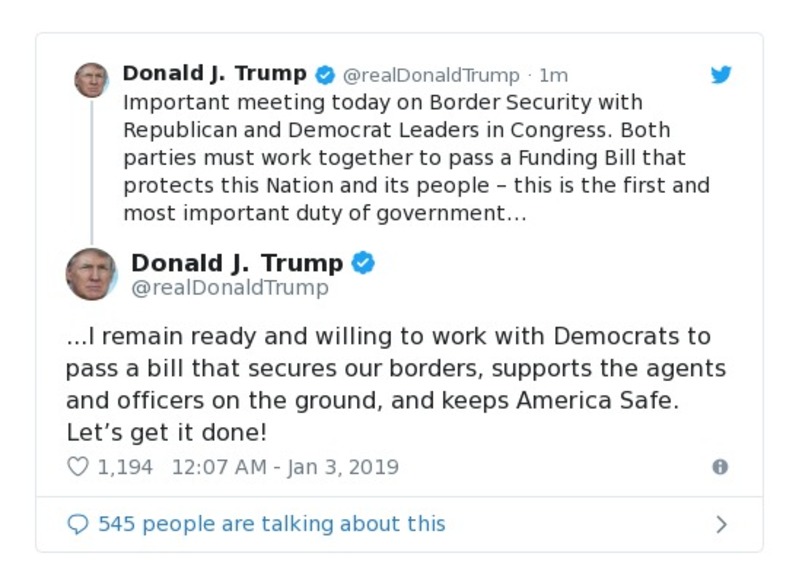 Donald J. Trump @realDonaldTrump · 1m
Important meeting today on Border Security with
Republican and Democrat Leaders in Congress. Both
parties must work together to pass a Funding Bill that
protects this Nation and its people – this is the first and
most important duty of government…
Donald J. Trump
@realDonaldTrump
...I remain ready and willing to work with Democrats to
pass a bill that secures our borders, supports the agents
and officers on the ground, and keeps America Safe.
Let’s get it done!
1,194 12:07 AM - Jan 3, 2019
545 people are talking about this